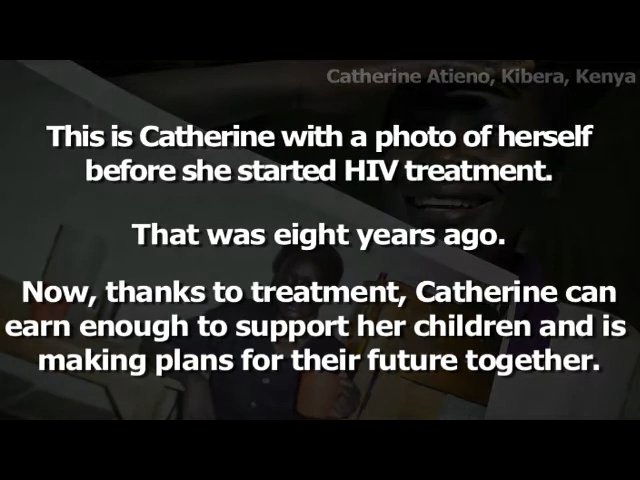 Catherine Atieno, Kibera, Kenya
This is Catherine with a photo of herself
before she started HIV treatment.
That was eight years ago.
Now, thanks to treatment, Catherine can
earn enough to support her children and is
making plans for their future together.